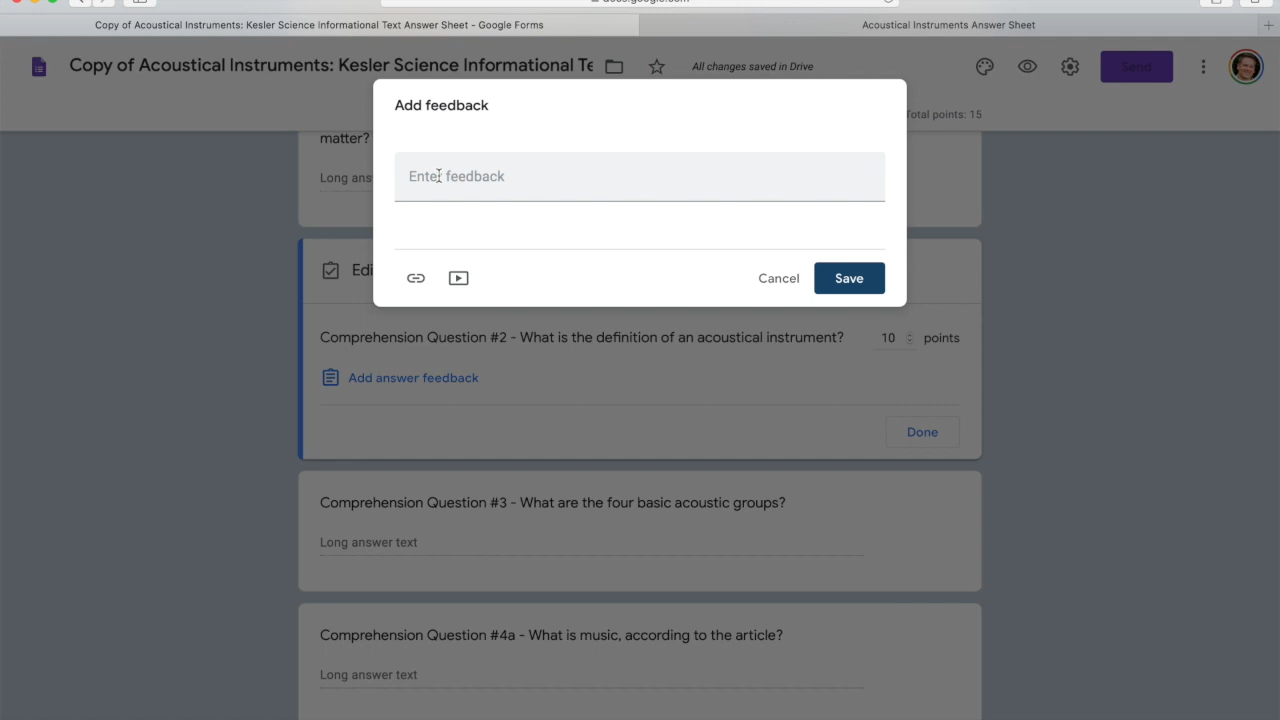 Copy of Acoustical Instruments: Kesler Science Informational Text Answer Sheet - Google Forms
Acoustical Instruments Answer Sheet
Copy of Acoustical Instruments: Kesler Science Informational Te
All changes saved in Drive
Send
Total points: 15
Add feedback
Enter feedback
Cancel
Save
matter?
Long ans
Edi
Comprehension Question #2 - What is the definition of an acoustical instrument?
10 points
Add answer feedback
Done
Comprehension Question #3 - What are the four basic acoustic groups?
Long answer text
Comprehension Question #4a - What is music, according to the article?
Long answer text